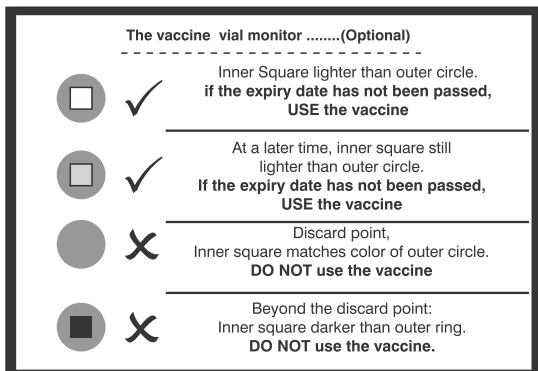 The vaccine vial monitor ........(Optional)
Inner Square lighter than outer circle.
if the expiry date has not been passed,
USE the vaccine
At a later time, inner square still
lighter than outer circle.
If the expiry date has not been passed,
USE the vaccine
Discard point,
Inner square matches color of outer circle.
DO NOT use the vaccine
Beyond the discard point:
Inner square darker than outer ring.
DO NOT use the vaccine.